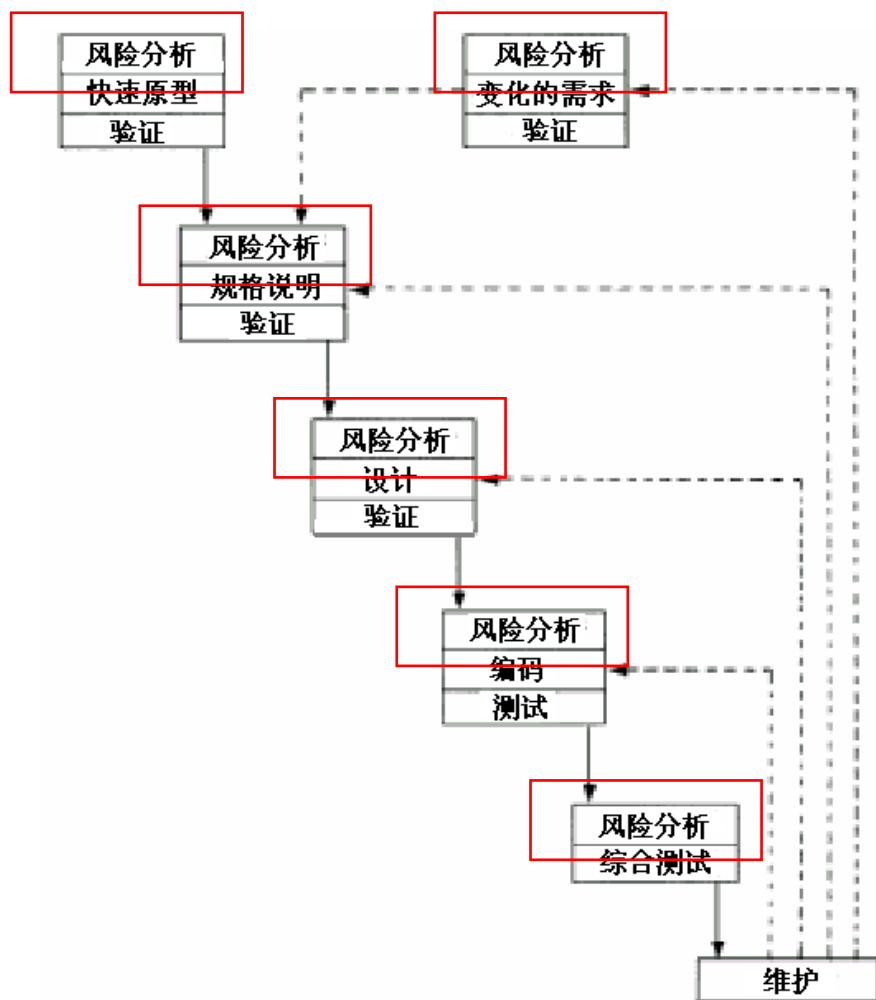 风险分析
快速原型
验证
风险分析
变化的需求
验证
风险分析
规格说明
验证
风险分析
设计
验证
风险分析
编码
测试
风险分析
综合测试
维护